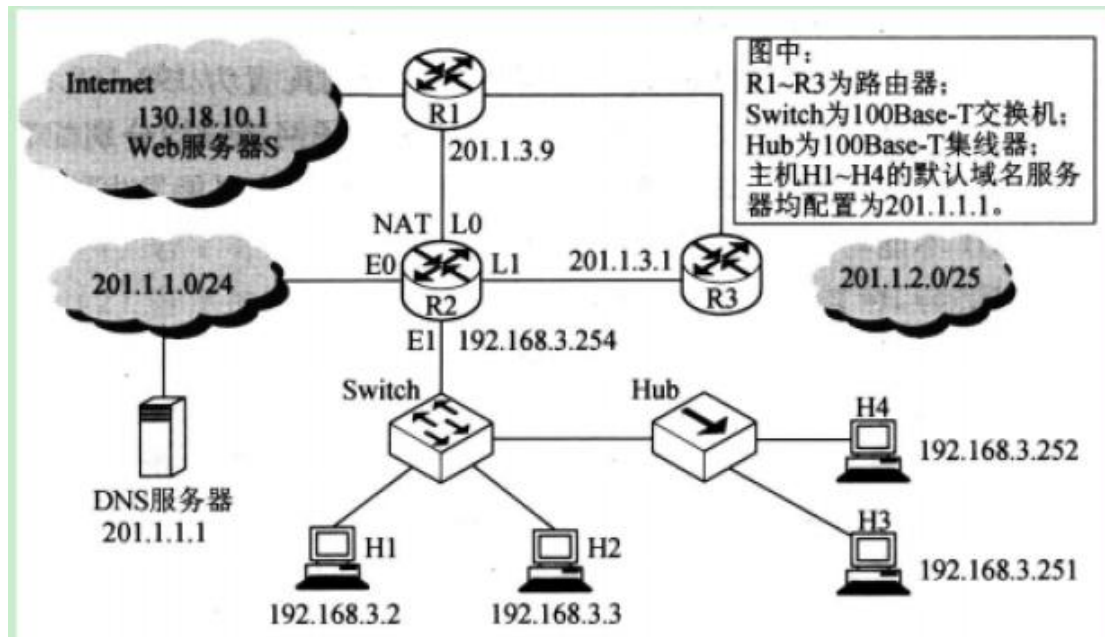 Internet
130.18.10.1
Web服务器S
R1
201.1.3.9
图中：
R1~R3为路由器；
Switch为100Base-T交换机；
Hub为100Base-T集线器；
主机H1~H4的默认域名服务
器均配置为201.1.1.1。
NAT
L0
201.1.1.0/24
E0
L1
R2
201.1.3.1
R3
201.1.2.0/25
E1
192.168.3.254
Switch
Hub
H4
192.168.3.252
DNS服务器
201.1.1.1
H1
192.168.3.2
H2
192.168.3.3
H3
192.168.3.251